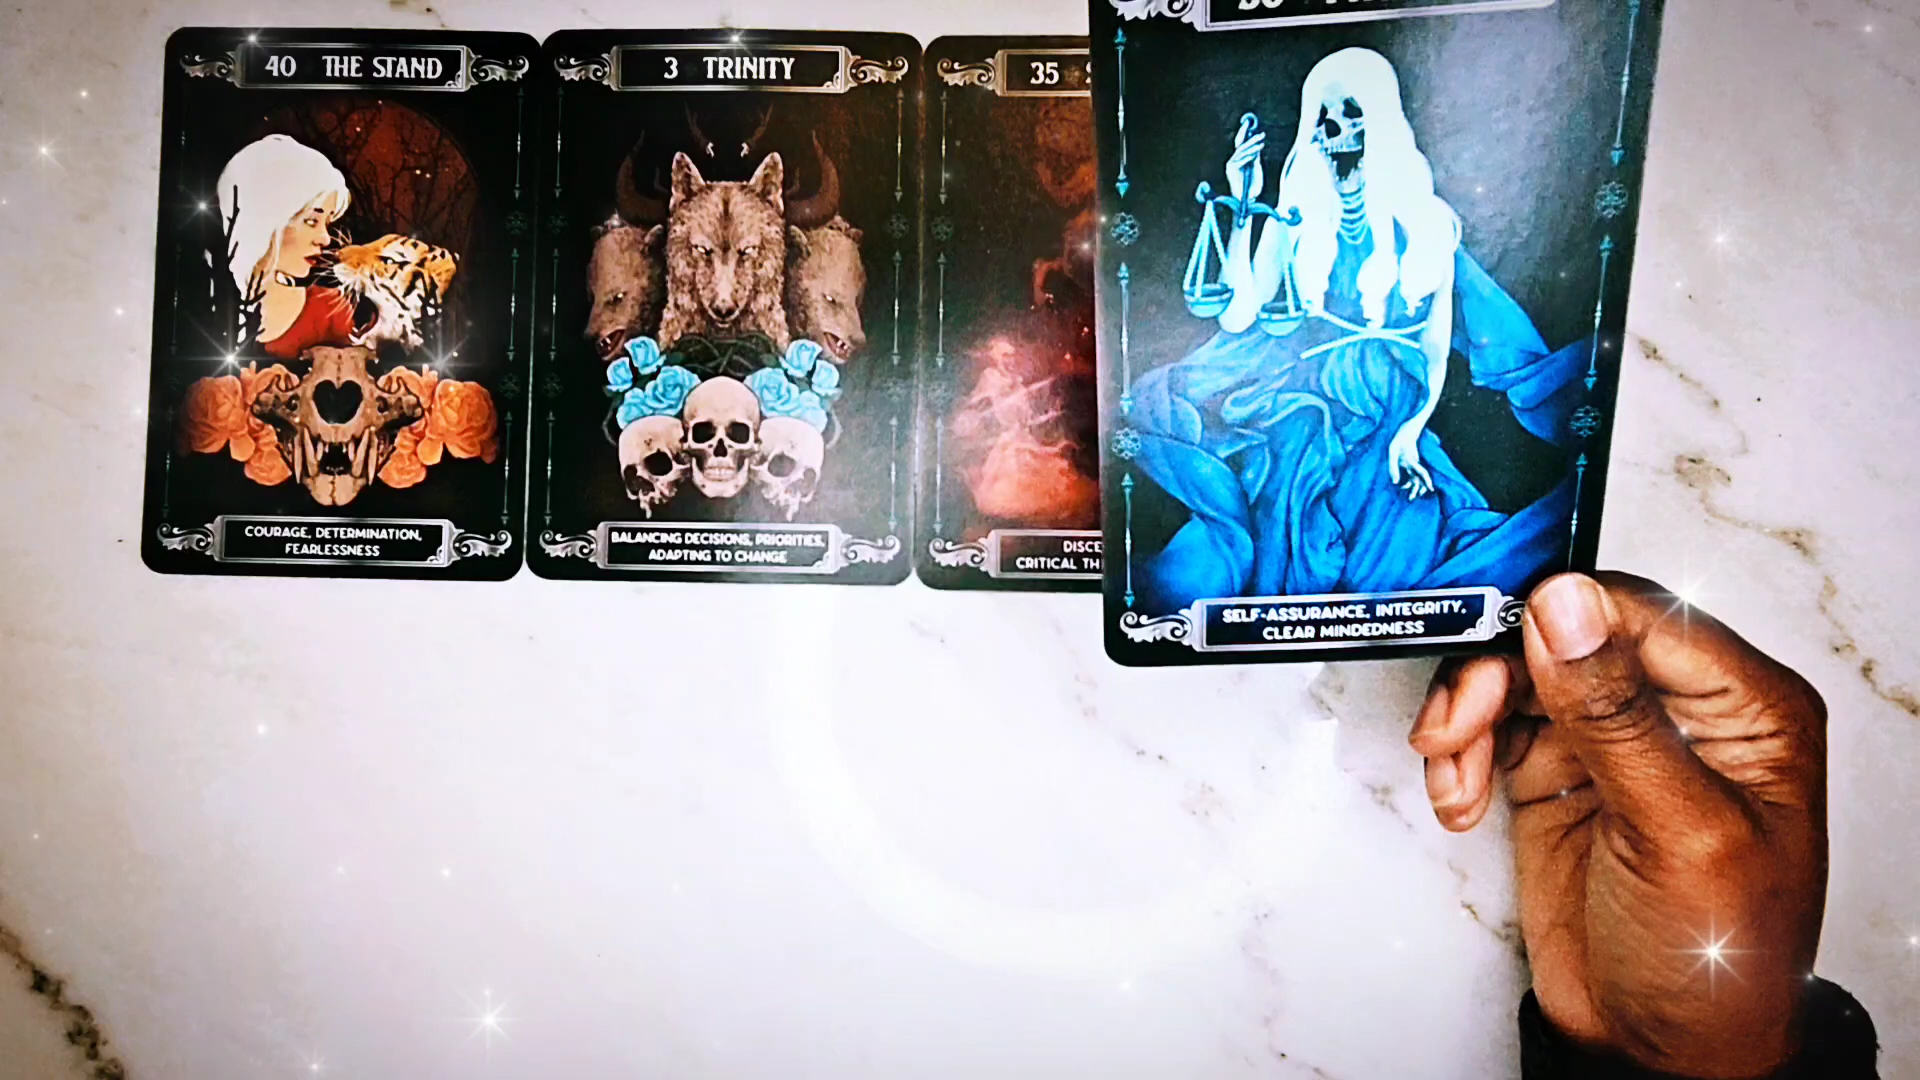 40 THE STAND
3 TRINITY
35
COURAGE, DETERMINATION,
FEARLESSNESS
BALANCING DECISIONS, PRIORITIES,
ADAPTING TO CHANGE
CRITICAL
SELF-ASSURANCE, INTEGRITY,
CLEAR MINDEDNESS